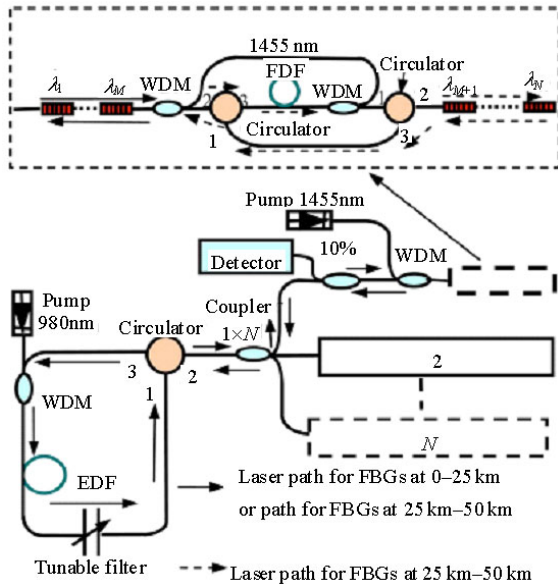 1455 nm
Circulator
λ1
λM
WDM
FDF
WDM
λM+1
λN
2
3
1
2
Circulator
1
3
Pump 1455nm
10%
WDM
Detector
Coupler
Pump
980nm
Circulator
1×N
3
2
2
WDM
1
N
EDF
Laser path for FBGs at 0–25 km
or path for FBGs at 25 km–50 km
Tunable filter
Laser path for FBGs at 25 km–50 km